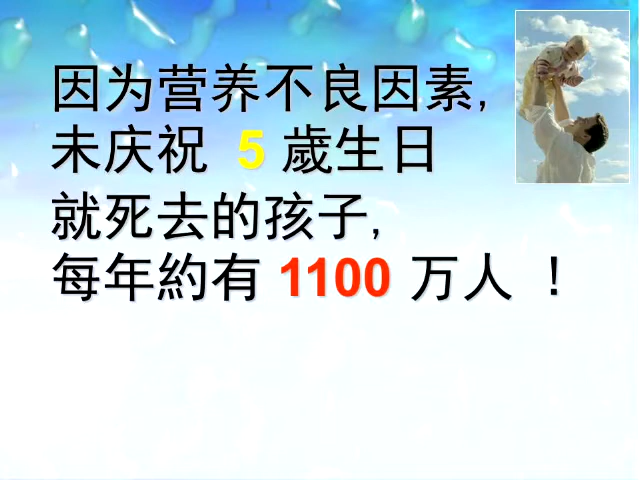 因为营养不良因素,
未庆祝 5 歲生日
就死去的孩子,
每年約有 1100 万人 ！